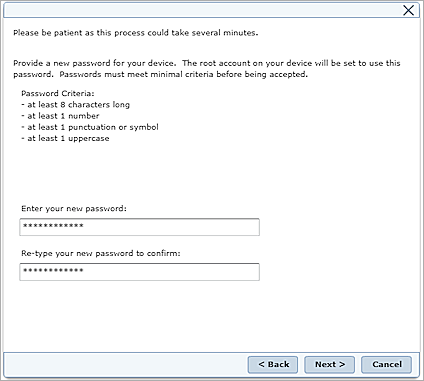 Please be patient as this process could take several minutes.
Provide a new password for your device. The root account on your device will be set to use this
password. Passwords must meet minimal criteria before being accepted.
Password Criteria:
- at least 8 characters long
- at least 1 number
- at least 1 punctuation or symbol
- at least 1 uppercase
Enter your new password:
************
Re-type your new password to confirm:
************
< Back Next > Cancel